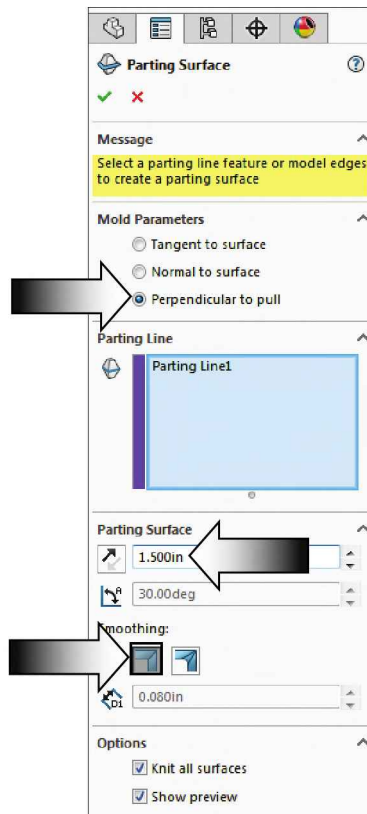 Parting Surface
Message
Select a parting line feature or model edges
to create a parting surface
Mold Parameters
Tangent to surface
Normal to surface
Perpendicular to pull
Parting Line
Parting Line1
Parting Surface
1.500in
30.00deg
moothing:
D1
0.080in
Options
Knit all surfaces
Show preview